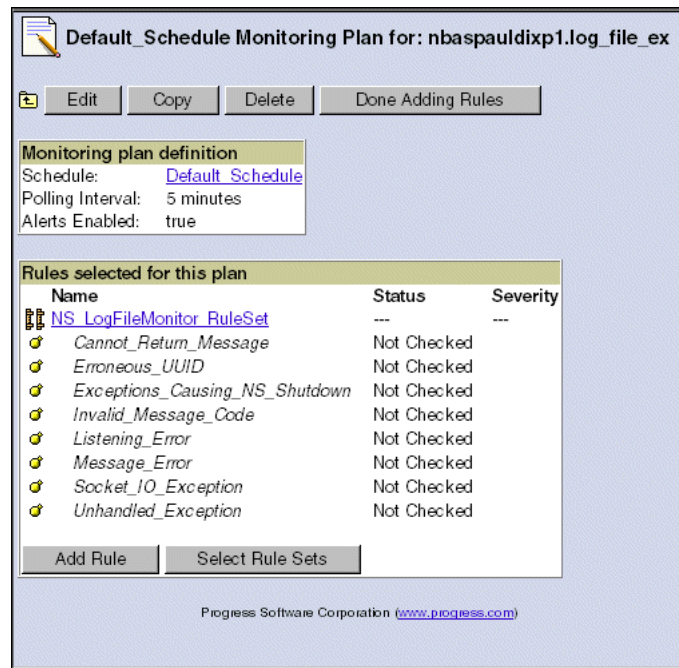 Default_Schedule Monitoring Plan for: nbaspauldixp1.log_file_ex
Edit Copy Delete Done Adding Rules
Monitoring plan definition
Schedule: Default_Schedule
Polling Interval: 5 minutes
Alerts Enabled: true
Rules selected for this plan
Name Status Severity
NS_LogFileMonitor_RuleSet --- ---
Cannot_Return_Message Not Checked
Erroneous_UUID Not Checked
Exceptions_Causing_NS_Shutdown Not Checked
Invalid_Message_Code Not Checked
Listening_Error Not Checked
Message_Error Not Checked
Socket_IO_Exception Not Checked
Unhandled_Exception Not Checked
Add Rule Select Rule Sets
Progress Software Corporation (www.progress.com)